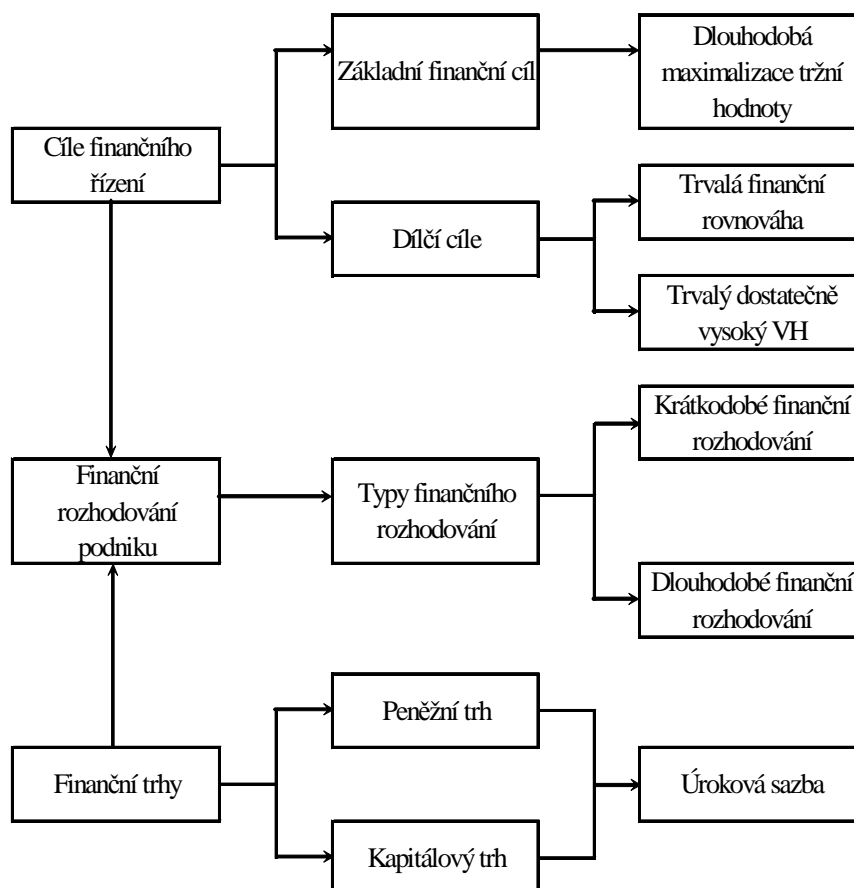 Základní finanční cíl
Dlouhodobá
maximalizace tržní
hodnoty
Cíle finančního
řízení
Trvalá finanční
rovnováha
Dílčí cíle
Trvalý dostatečně
vysoký VH
Krátkodobé finanční
rozhodování
Finanční
rozhodování
podniku
Typy finančního
rozhodování
Dlouhodobé finanční
rozhodování
Peněžní trh
Finanční trhy
Úroková sazba
Kapitálový trh